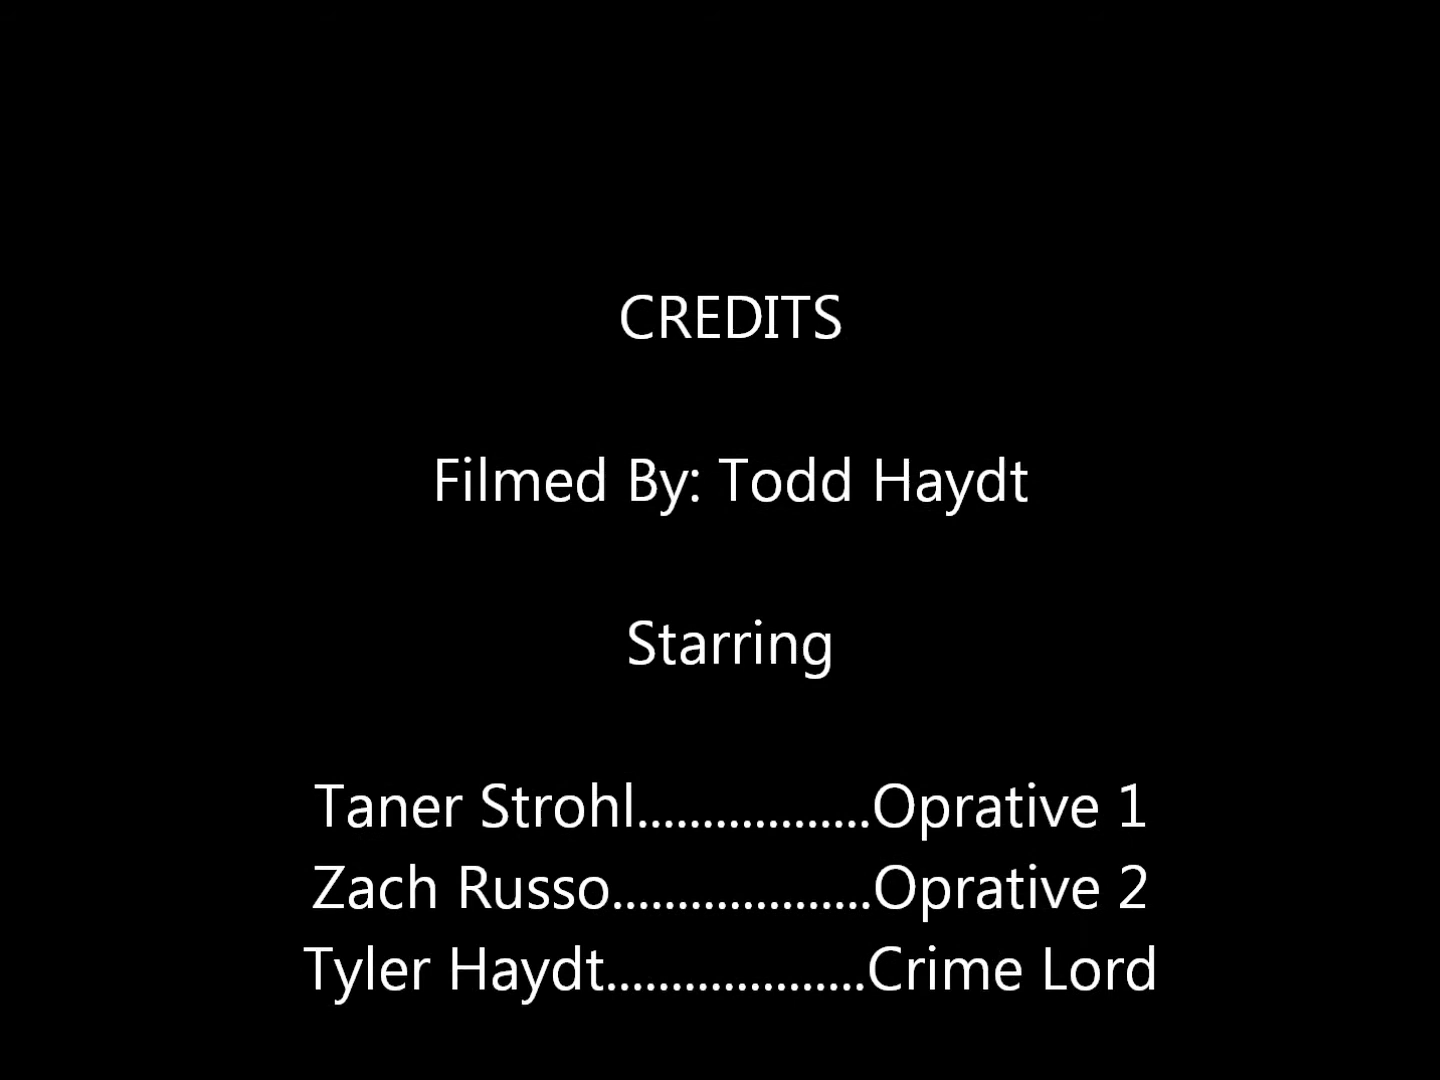 CREDITS
Filmed By: Todd Haydt
Starring
Taner Strohl..................Oprative 1
Zach Russo....................Oprative 2
Tyler Haydt....................Crime Lord